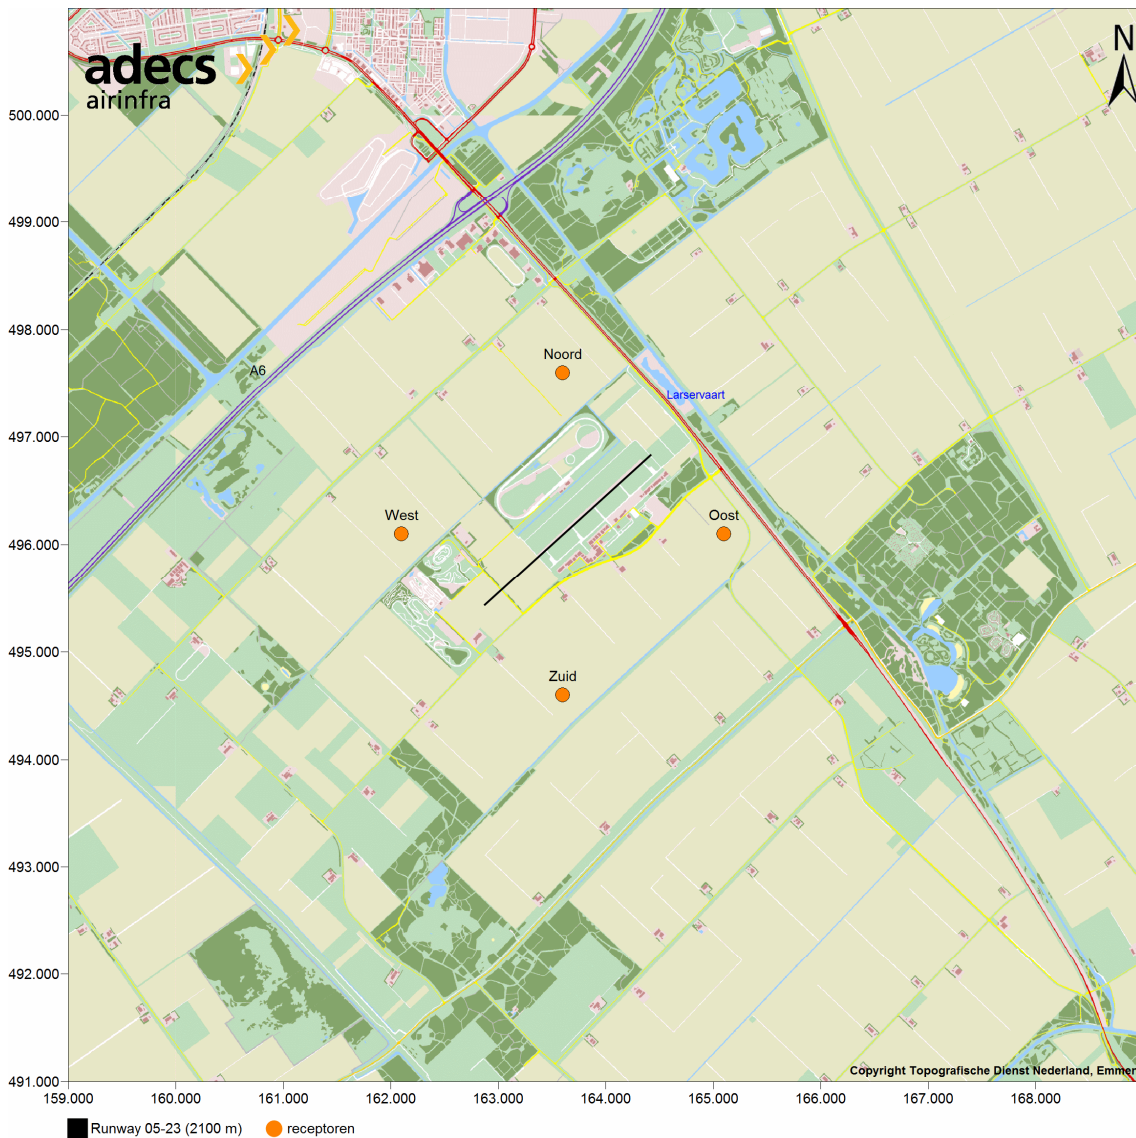 adecs
airinfra
N
500.000
499.000
498.000
Noord
A6
Larservaart
497.000
West
Oost
496.000
495.000
Zuid
494.000
493.000
492.000
Copyright Topografische Dienst Nederland, Emmen
491.000
159.000 160.000 161.000 162.000 163.000 164.000 165.000 166.000 167.000 168.000
Runway 05-23 (2100 m) receptoren